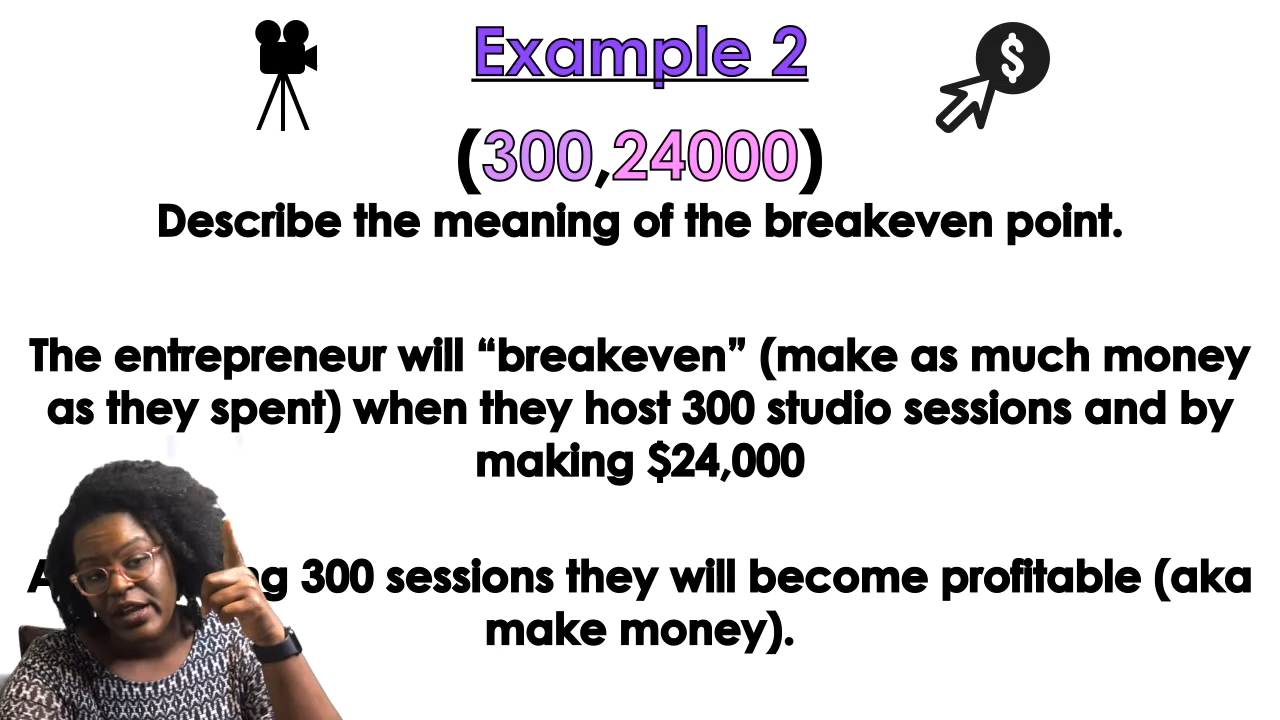 Example 2
(300,24000)
Describe the meaning of the breakeven point.
The entrepreneur will “breakeven” (make as much money
as they spent) when they host 300 studio sessions and by
making $24,000
300 sessions they will become profitable (aka
make money).